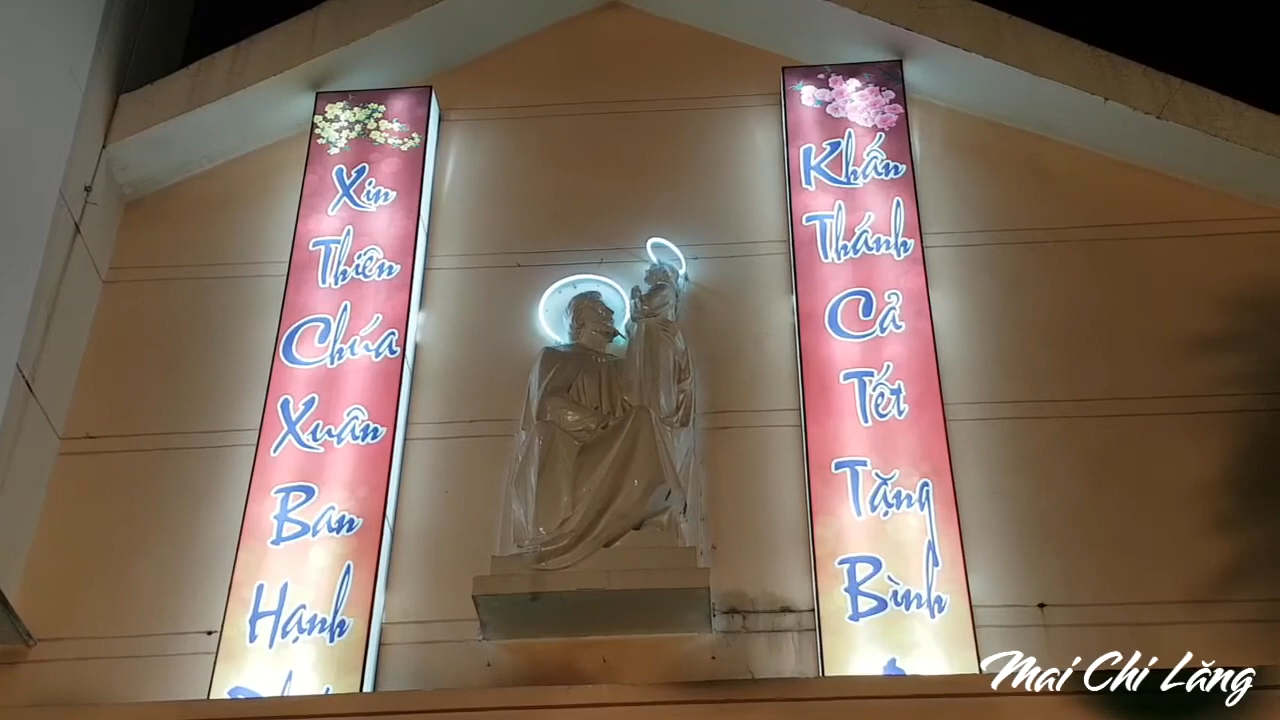 Xin
Thiên
Chúa
Xuân
Ban
Hạnh
Khấn
Thánh
Cả
Tết
Tặng
Bình
Mai Chi Lăng